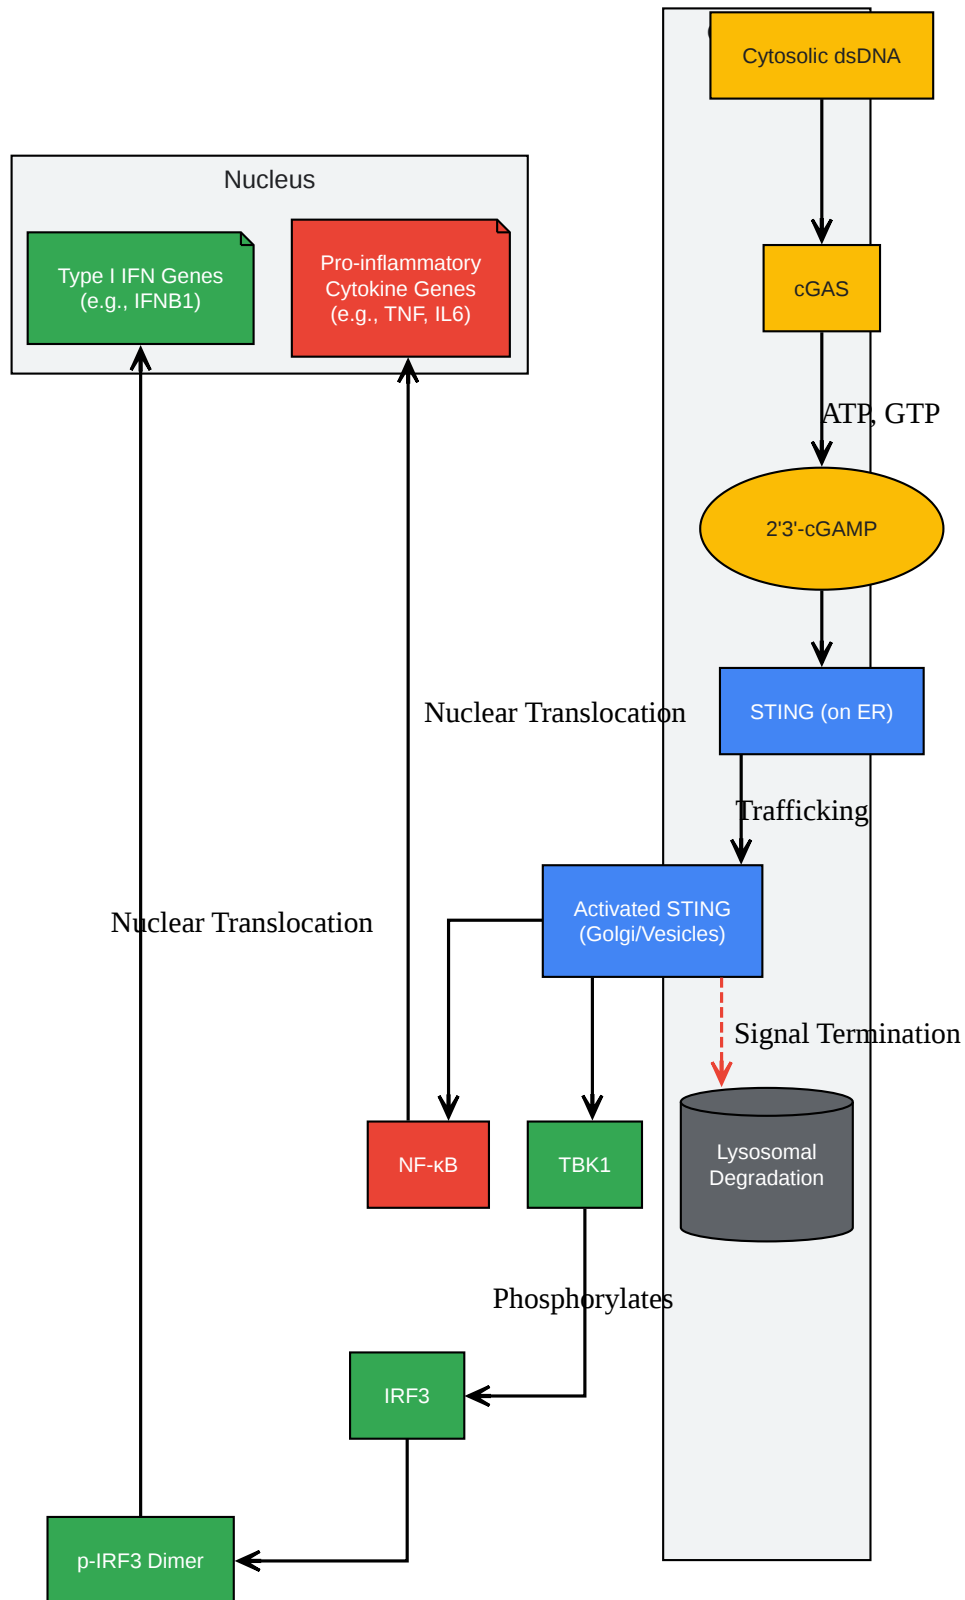 Cytosolic dsDNA
Nucleus
Type I IFN Genes
(e.g., IFNB1)
Pro-inflammatory
Cytokine Genes
(e.g., TNF, IL6)
cGAS
ATP, GTP
2'3'-cGAMP
STING (on ER)
Nuclear Translocation
Trafficking
Activated STING
(Golgi/Vesicles)
Nuclear Translocation
Signal Termination
NF-κB
TBK1
Lysosomal
Degradation
Phosphorylates
IRF3
p-IRF3 Dimer